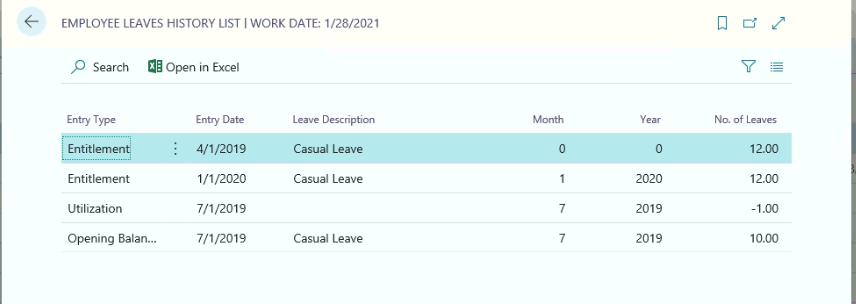 EMPLOYEE LEAVES HISTORY LIST | WORK DATE: 1/28/2021
Search Open in Excel
Entry Type Entry Date Leave Description Month Year No. of Leaves
Entitlement 4/1/2019 Casual Leave 0 0 12.00
Entitlement 1/1/2020 Casual Leave 1 2020 12.00
Utilization 7/1/2019 7 2019 -1.00
Opening Balan... 7/1/2019 Casual Leave 7 2019 10.00